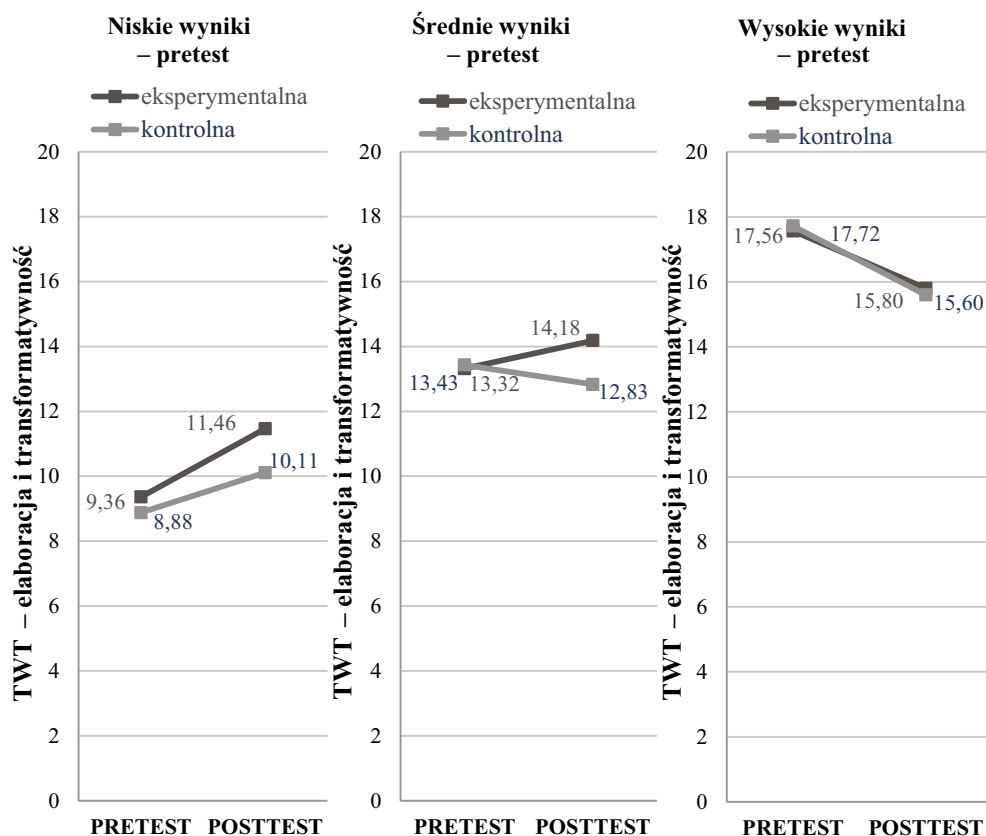 Niskie wyniki
– pretest
eksperymentalna
kontrolna
TWT – elaboracja i transformatywność
20
18
16
14
12
10
8
6
4
2
0
9,36
11,46
8,88
10,11
PRETEST POSTTEST
Średnie wyniki
– pretest
eksperymentalna
kontrolna
TWT – elaboracja i transformatywność
20
18
16
14
12
10
8
6
4
2
0
14,18
13,43 13,32
12,83
PRETEST POSTTEST
Wysokie wyniki
– pretest
eksperymentalna
kontrolna
TWT – elaboracja i transformatywność
20
18
16
14
12
10
8
6
4
2
0
17,56 17,72
15,80 15,60
PRETEST POSTTEST